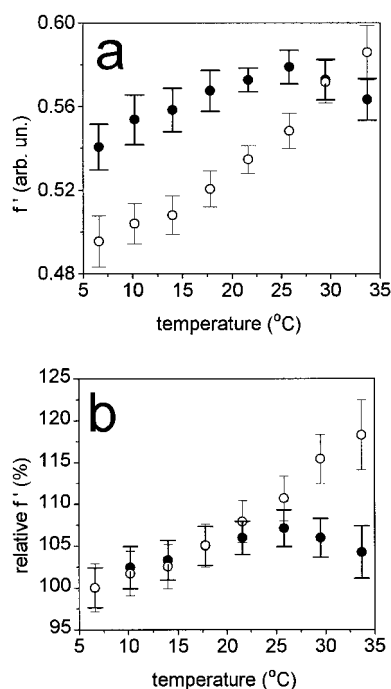 a
0.60
0.56
0.52
0.48
f ' (arb. un.)
5 10 15 20 25 30 35
temperature (°C)
b
125
120
115
110
105
100
95
relative f ' (%)
5 10 15 20 25 30 35
temperature (°C)